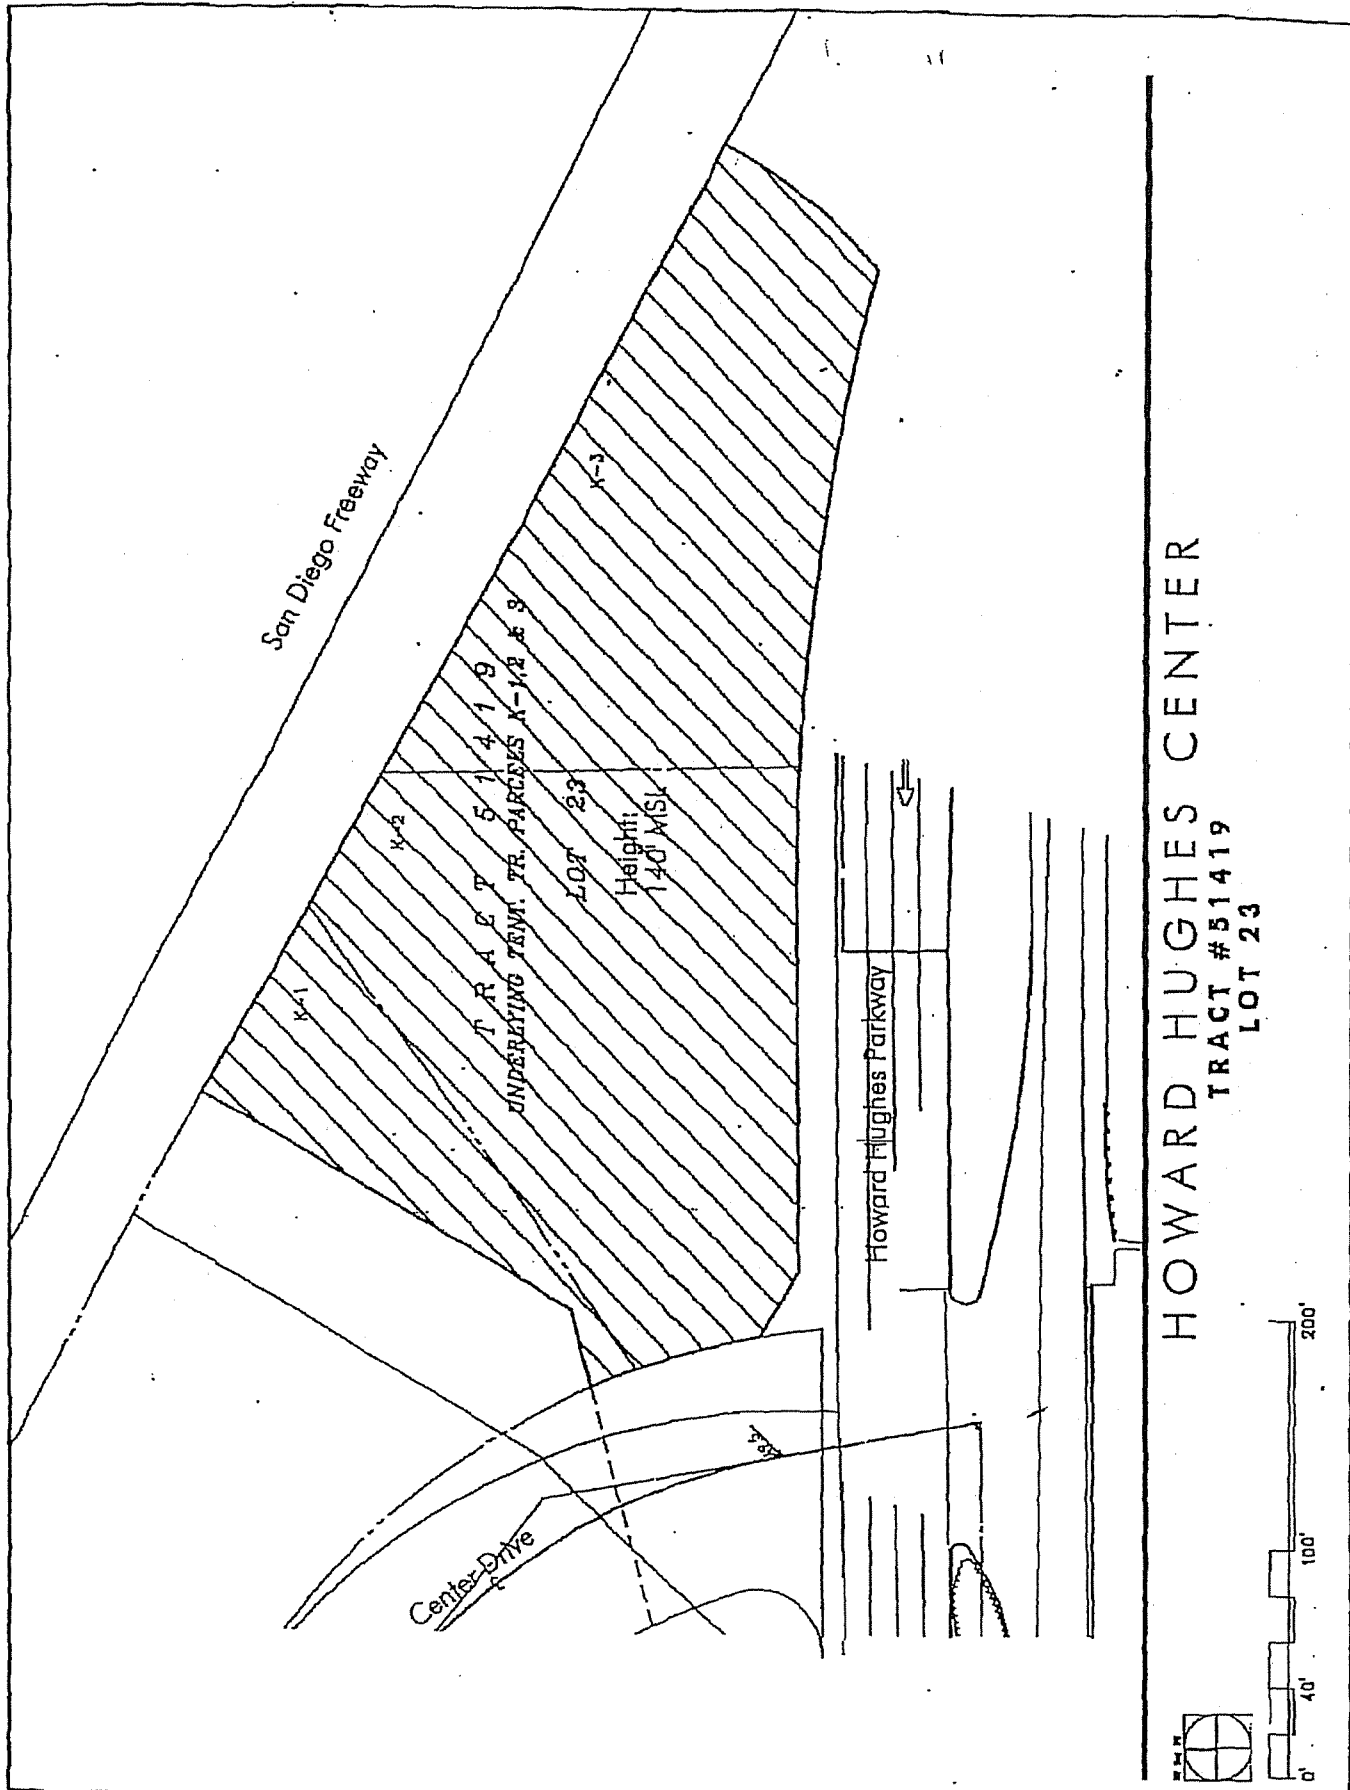 San Diego Freeway
K-3
K-2
K-1
T R A C T 5 1 4 1 9
UNDERLYING TENT. TR. PARCELS K-1,2 & 3
LOT 23
Height:
140' MSL
Howard Hughes Parkway
Center Drive
HOWARD HUGHES CENTER
TRACT #51419
LOT 23
0' 40' 100' 200'